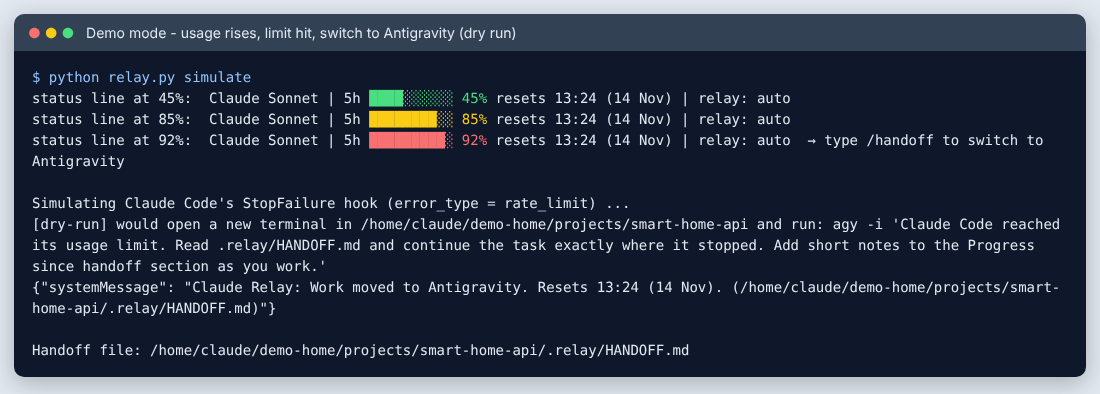 Demo mode - usage rises, limit hit, switch to Antigravity (dry run)
$ python relay.py simulate
status line at 45%:  Claude Sonnet | 5h ████░░░░░░ 45% resets 13:24 (14 Nov) | relay: auto
status line at 85%:  Claude Sonnet | 5h ████████░░ 85% resets 13:24 (14 Nov) | relay: auto
status line at 92%:  Claude Sonnet | 5h █████████░ 92% resets 13:24 (14 Nov) | relay: auto  → type /handoff to switch to
Antigravity
Simulating Claude Code's StopFailure hook (error_type = rate_limit) ...
[dry-run] would open a new terminal in /home/claude/demo-home/projects/smart-home-api and run: agy -i 'Claude Code reached
its usage limit. Read .relay/HANDOFF.md and continue the task exactly where it stopped. Add short notes to the Progress
since handoff section as you work.'
{"systemMessage": "Claude Relay: Work moved to Antigravity. Resets 13:24 (14 Nov). (/home/claude/demo-home/projects/smart-
home-api/.relay/HANDOFF.md)"}
Handoff file: /home/claude/demo-home/projects/smart-home-api/.relay/HANDOFF.md